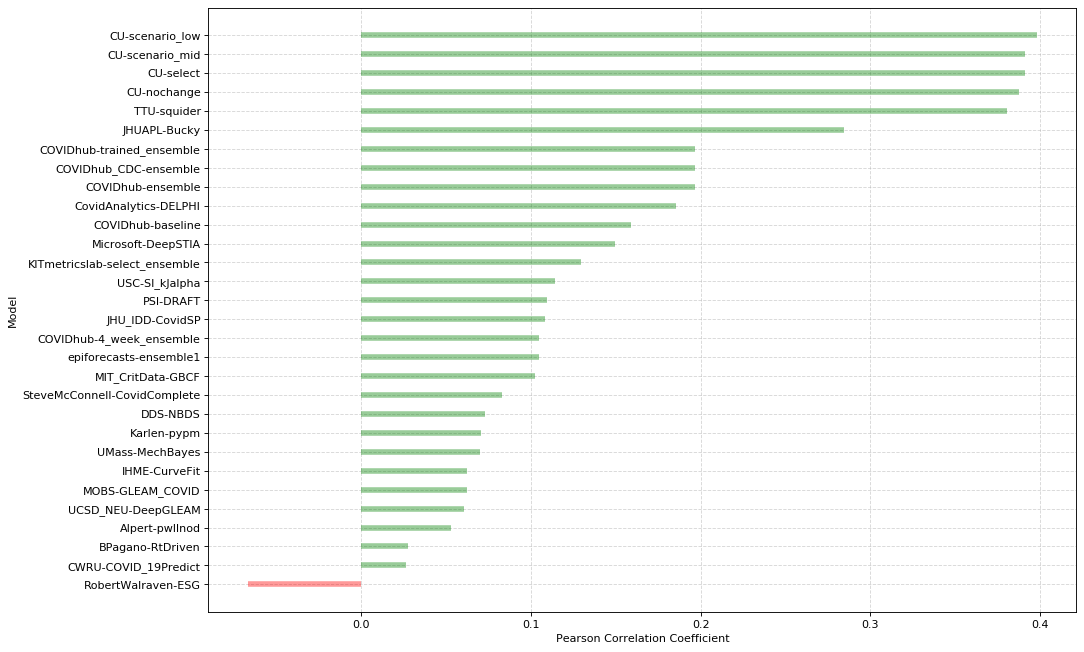 CU-scenario_low
CU-scenario_mid
CU-select
CU-nochange
TTU-squider
JHUAPL-Bucky
COVIDhub-trained_ensemble
COVIDhub_CDC-ensemble
COVIDhub-ensemble
CovidAnalytics-DELPHI
COVIDhub-baseline
Microsoft-DeepSTIA
KITmetricslab-select_ensemble
USC-SI_kJalpha
PSI-DRAFT
JHU_IDD-CovidSP
COVIDhub-4_week_ensemble
epiforecasts-ensemble1
MIT_CritData-GBCF
SteveMcConnell-CovidComplete
DDS-NBDS
Karlen-pypm
UMass-MechBayes
IHME-CurveFit
MOBS-GLEAM_COVID
UCSD_NEU-DeepGLEAM
Alpert-pwllnod
BPagano-RtDriven
CWRU-COVID_19Predict
RobertWalraven-ESG
Model
0.0 0.1 0.2 0.3 0.4
Pearson Correlation Coefficient